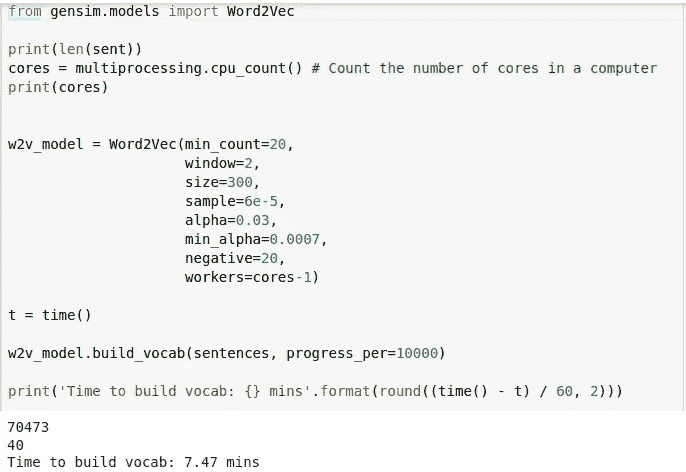 from gensim.models import Word2Vec
print(len(sent))
cores = multiprocessing.cpu_count() # Count the number of cores in a computer
print(cores)
w2v_model = Word2Vec(min_count=20,
window=2,
size=300,
sample=6e-5,
alpha=0.03,
min_alpha=0.0007,
negative=20,
workers=cores-1)
t = time()
w2v_model.build_vocab(sentences, progress_per=10000)
print('Time to build vocab: {} mins'.format(round((time() - t) / 60, 2)))
70473
40
Time to build vocab: 7.47 mins